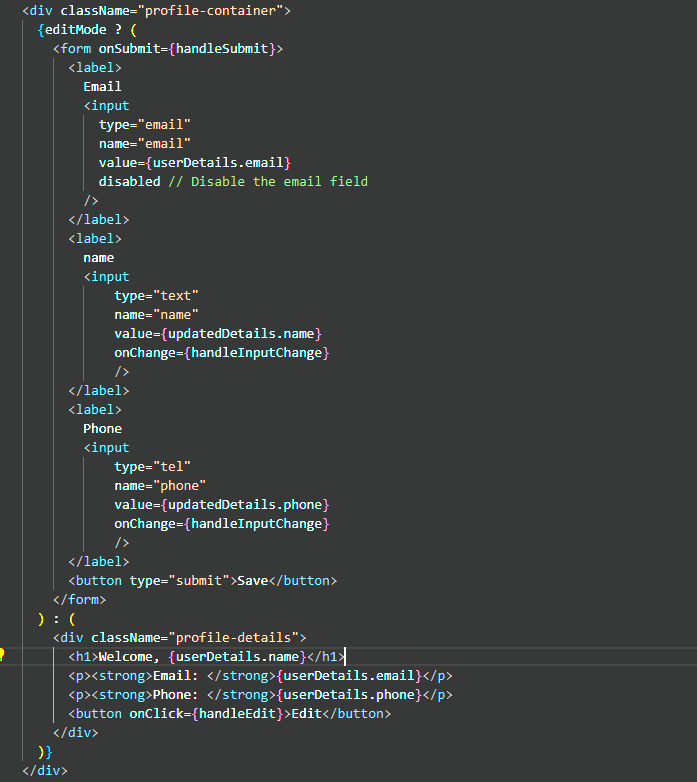 <div className="profile-container">
  {editMode ? (
    <form onSubmit={handleSubmit}>
      <label>
        Email
        <input
          type="email"
          name="email"
          value={userDetails.email}
          disabled // Disable the email field
        />
      </label>
      <label>
        name
        <input
            type="text"
            name="name"
            value={updatedDetails.name}
            onChange={handleInputChange}
            />
      </label>
      <label>
        Phone
        <input
            type="tel"
            name="phone"
            value={updatedDetails.phone}
            onChange={handleInputChange}
            />
      </label>
      <button type="submit">Save</button>
    </form>
  ) : (
    <div className="profile-details">
      <h1>Welcome, {userDetails.name}</h1>
      <p><strong>Email: </strong>{userDetails.email}</p>
      <p><strong>Phone: </strong>{userDetails.phone}</p>
      <button onClick={handleEdit}>Edit</button>
    </div>
  )}
</div>